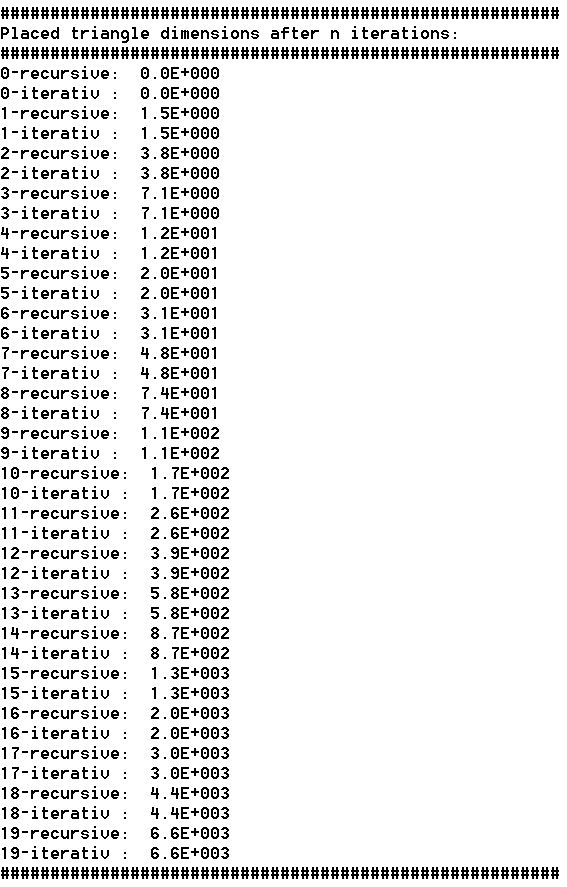 ########################################################
Placed triangle dimensions after n iterations:
########################################################
0-recursive:  0.0E+000
0-iterativ :  0.0E+000
1-recursive:  1.5E+000
1-iterativ :  1.5E+000
2-recursive:  3.8E+000
2-iterativ :  3.8E+000
3-recursive:  7.1E+000
3-iterativ :  7.1E+000
4-recursive:  1.2E+001
4-iterativ :  1.2E+001
5-recursive:  2.0E+001
5-iterativ :  2.0E+001
6-recursive:  3.1E+001
6-iterativ :  3.1E+001
7-recursive:  4.8E+001
7-iterativ :  4.8E+001
8-recursive:  7.4E+001
8-iterativ :  7.4E+001
9-recursive:  1.1E+002
9-iterativ :  1.1E+002
10-recursive:  1.7E+002
10-iterativ :  1.7E+002
11-recursive:  2.6E+002
11-iterativ :  2.6E+002
12-recursive:  3.9E+002
12-iterativ :  3.9E+002
13-recursive:  5.8E+002
13-iterativ :  5.8E+002
14-recursive:  8.7E+002
14-iterativ :  8.7E+002
15-recursive:  1.3E+003
15-iterativ :  1.3E+003
16-recursive:  2.0E+003
16-iterativ :  2.0E+003
17-recursive:  3.0E+003
17-iterativ :  3.0E+003
18-recursive:  4.4E+003
18-iterativ :  4.4E+003
19-recursive:  6.6E+003
19-iterativ :  6.6E+003
########################################################